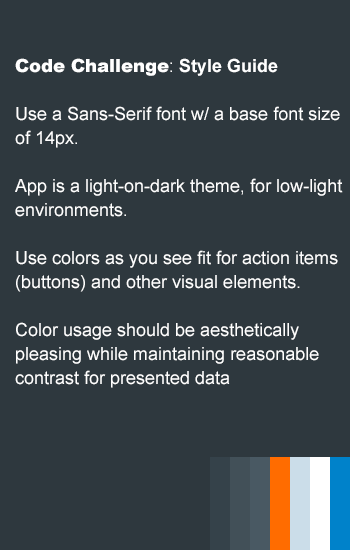 Code Challenge: Style Guide
Use a Sans-Serif font w/ a base font size
of 14px.
App is a light-on-dark theme, for low-light
environments.
Use colors as you see fit for action items
(buttons) and other visual elements.
Color usage should be aesthetically
pleasing while maintaining reasonable
contrast for presented data